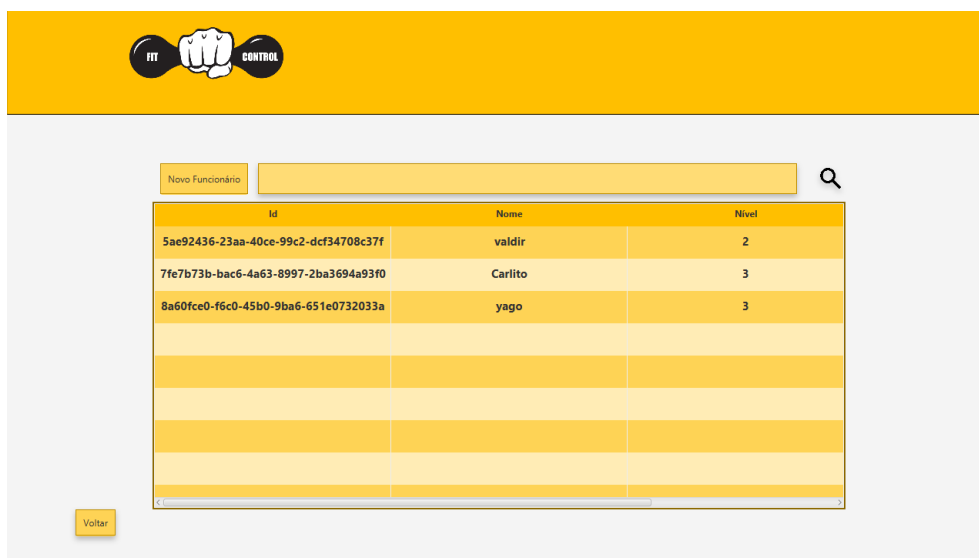 FIT CONTROL
Novo Funcionário
Id Nome Nível
5ae92436-23aa-40ce-99c2-dcf34708c37f valdir 2
7fe7b73b-bac6-4a63-8997-2ba3694a93f0 Carlito 3
8a60fce0-f6c0-45b0-9ba6-651e0732033a yago 3
Voltar